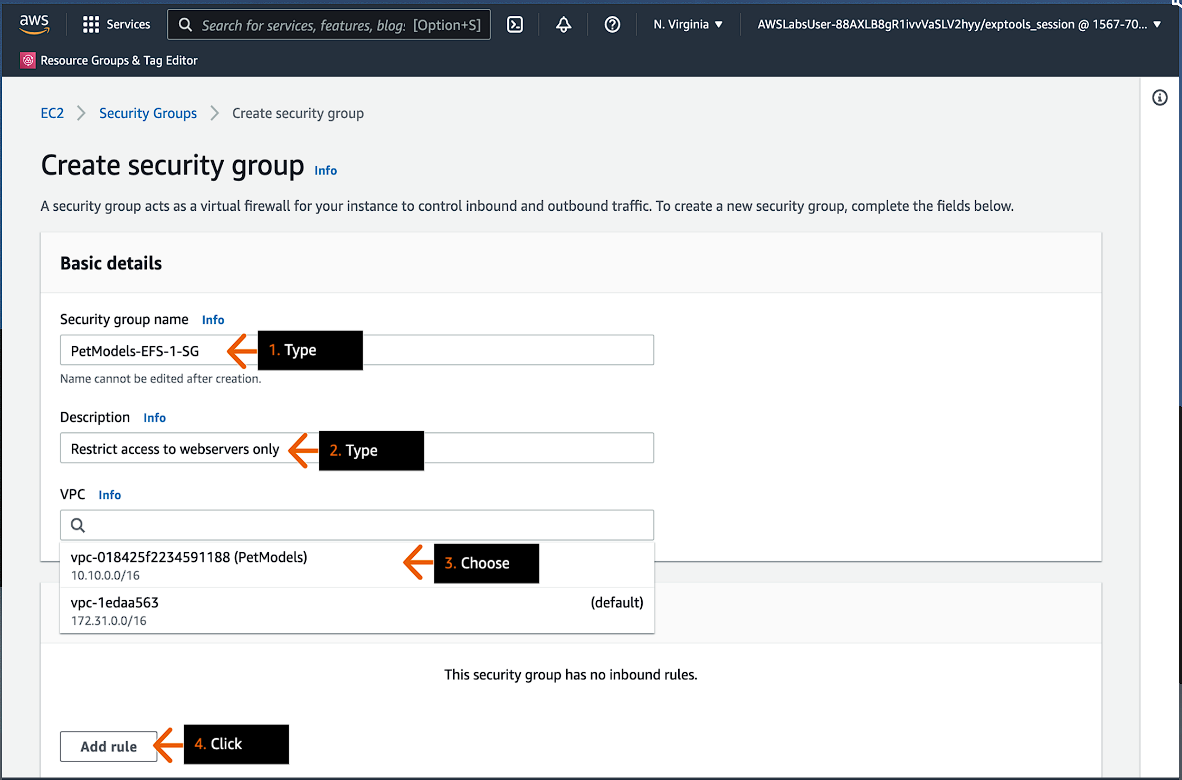 aws
Services
Search for services, features, blog: [Option+S]
N. Virginia
AWSLabsUser-88AXLB8gR1ivvVaSLV2hyy/exptools_session @ 1567-70...
Resource Groups & Tag Editor
EC2 > Security Groups > Create security group
Create security group Info
A security group acts as a virtual firewall for your instance to control inbound and outbound traffic. To create a new security group, complete the fields below.
Basic details
Security group name Info
PetModels-EFS-1-SG
1. Type
Name cannot be edited after creation.
Description Info
Restrict access to webservers only
2. Type
VPC Info
vpc-018425f2234591188 (PetModels)
10.10.0.0/16
3. Choose
vpc-1edaa563 (default)
172.31.0.0/16
This security group has no inbound rules.
Add rule
4. Click